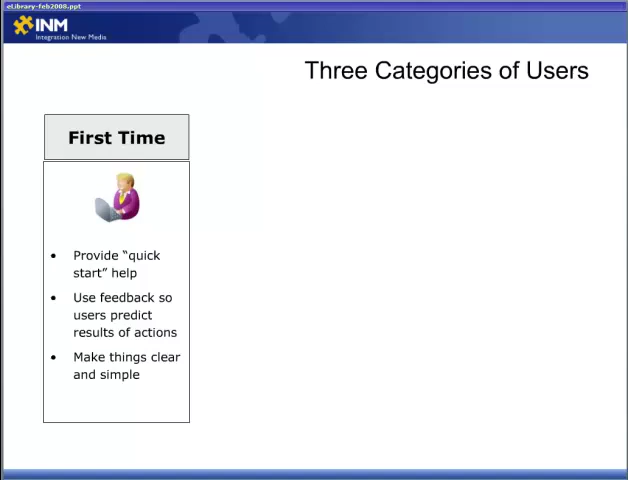 eLibrary-feb2008.ppt
INM
Integration New Media
Three Categories of Users
First Time
• Provide “quick
start” help
• Use feedback so
users predict
results of actions
• Make things clear
and simple